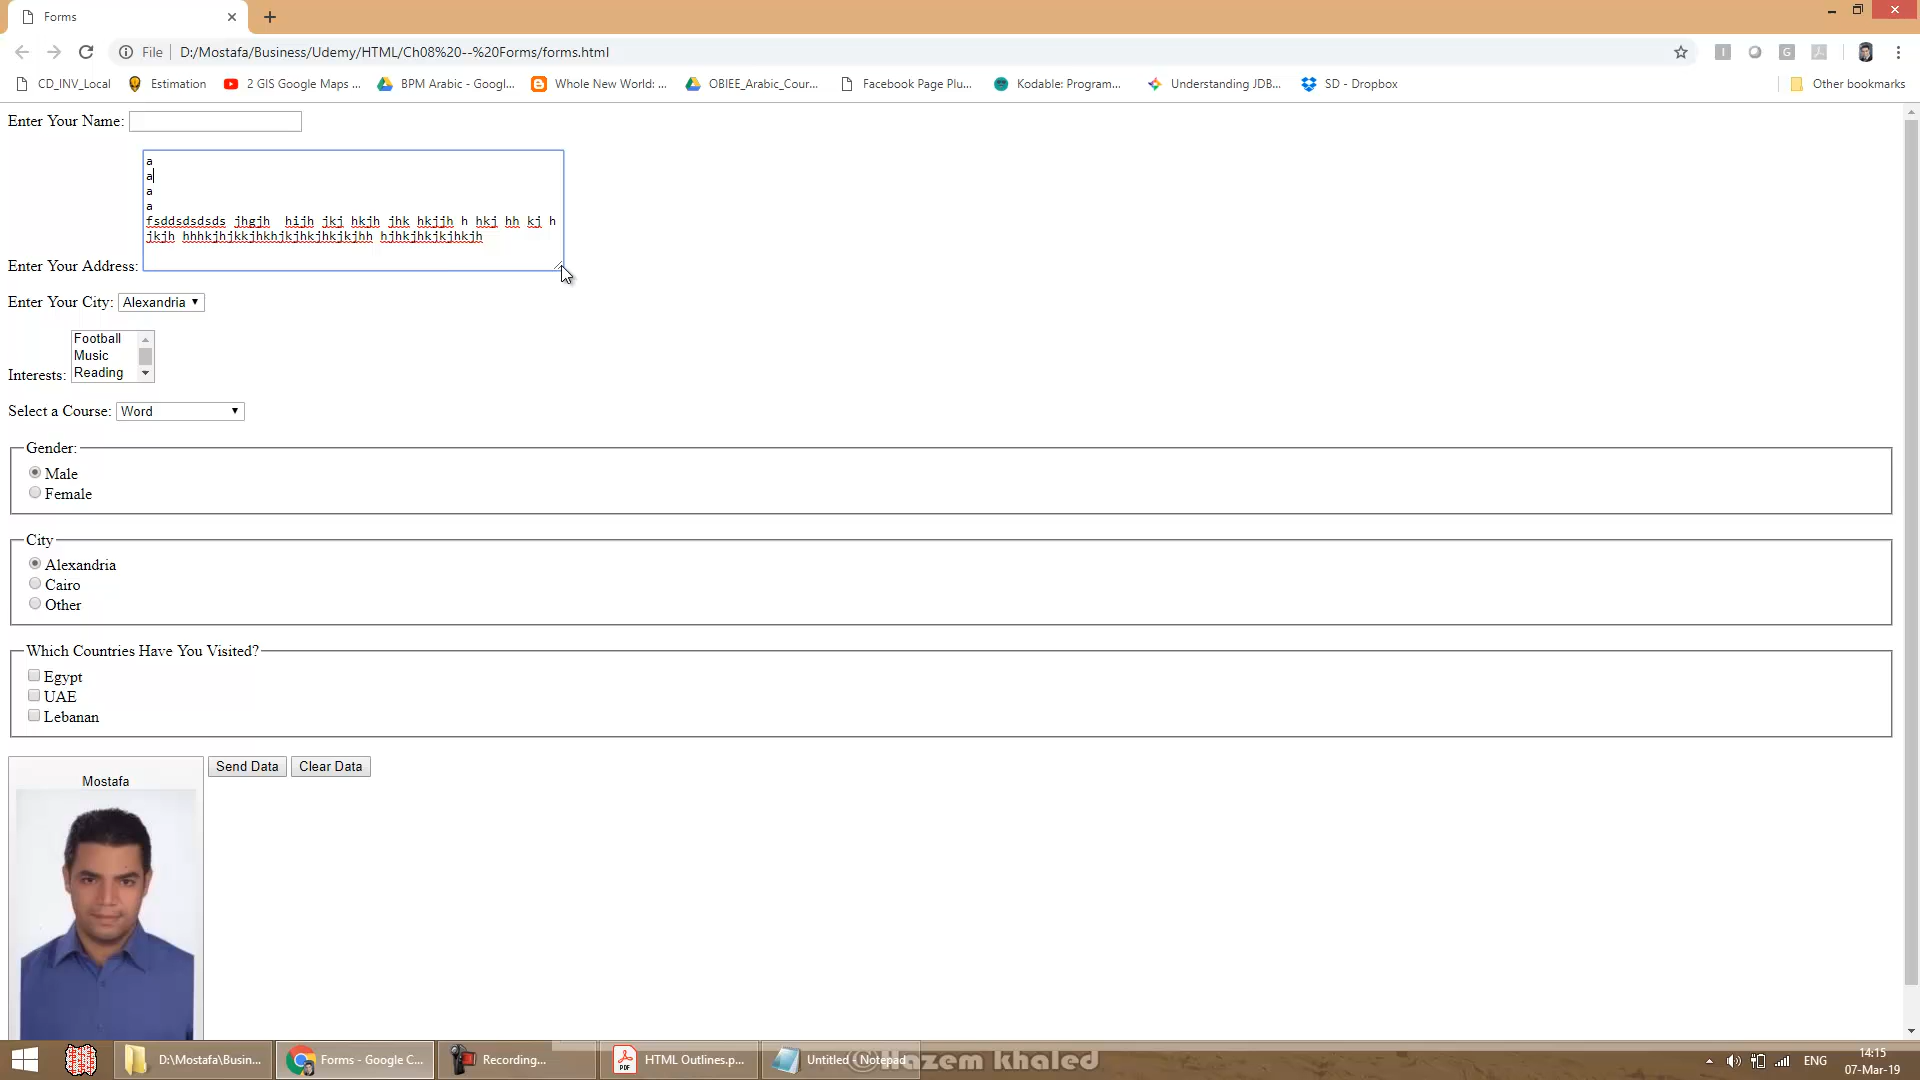 Forms
File
D:/Mostafa/Business/Udemy/HTML/Ch08%20--%20Forms/forms.html
CD_INV_Local
Estimation
2 GIS Google Maps ...
BPM Arabic - Googl...
Whole New World: ...
OBIEE_Arabic_Cour...
Facebook Page Plu...
Kodable: Program...
Understanding JDB...
SD - Dropbox
Other bookmarks
Enter Your Name:
a
a
a
a
fsddsdsdsds jhgjh  hijh jkj hkjh jhk hkjjh h hkj hh kj h
jkjh hhhkjhjkkjhkhjkjhkjhkjkjhh hjhkjhkjkjhkjh
Enter Your Address:
Enter Your City: Alexandria
Football
Music
Reading
Interests:
Select a Course: Word
Gender:
Male
Female
City
Alexandria
Cairo
Other
Which Countries Have You Visited?
Egypt
UAE
Lebanan
Mostafa
Send Data
Clear Data
D:\Mostafa\Busin...
Forms - Google C...
Recording...
HTML Outlines.p...
Untitled - Notepad
©Hazem khaled
ENG
14:15
07-Mar-19